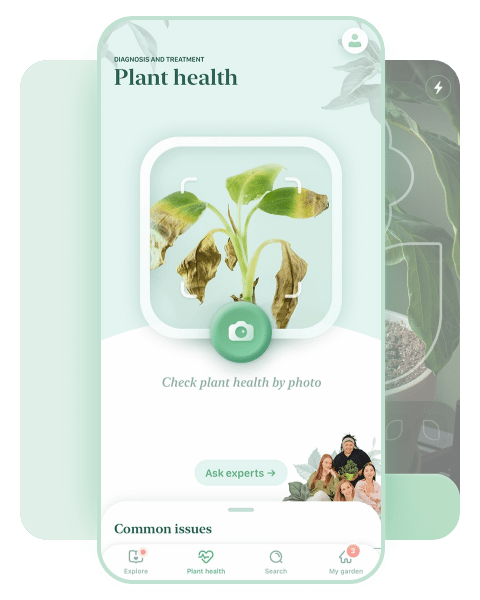 DIAGNOSIS AND TREATMENT
Plant health
Check plant health by photo
Ask experts →
Common issues
3
Explore
Plant health
Search
My garden